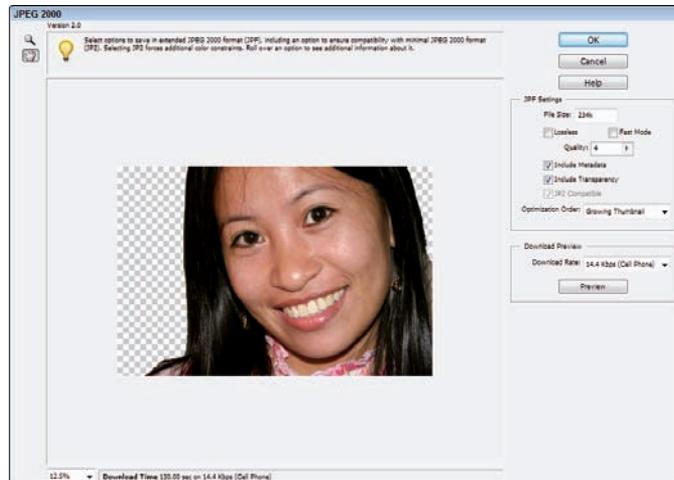 JPEG 2000
Version 2.0
Select options to save in extended JPEG 2000 format (JPF), including an option to ensure compatibility with minimal JPEG 2000 format
(JP2). Selecting JP2 forces additional color constraints. Roll over an option to see additional information about it.
OK
Cancel
Help
JPF Settings
File Size: 234k
Lossless Fast Mode
Quality: 4
Include Metadata
Include Transparency
JP2 Compatible
Optimization Order: Growing Thumbnail
Download Preview
Download Rate: 14.4 Kbps (Cell Phone)
Preview
12.5% Download Time 130.00 sec on 14.4 Kbps (Cell Phone)